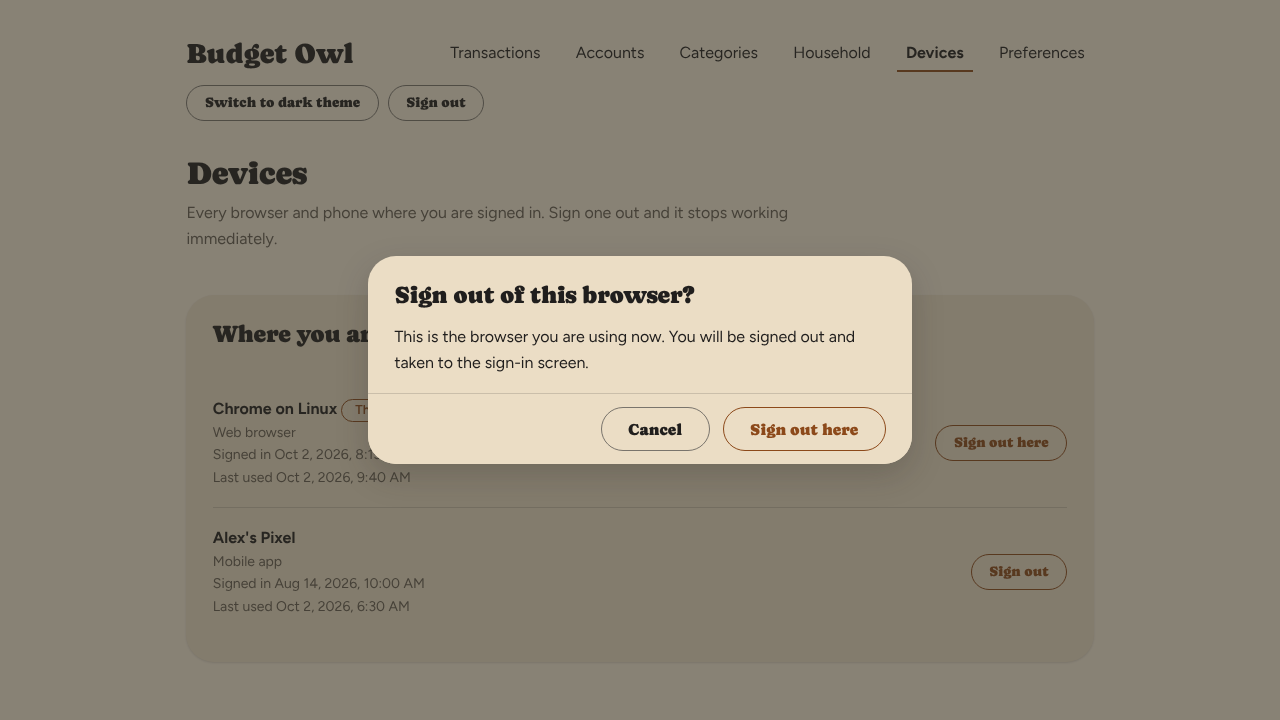 Budget Owl
Transactions Accounts Categories Household Devices Preferences
Switch to dark theme Sign out
Devices
Every browser and phone where you are signed in. Sign one out and it stops working
immediately.
Sign out of this browser?
This is the browser you are using now. You will be signed out and
taken to the sign-in screen.
Cancel Sign out here
Where you
Chrome on Linux
Web browser
Signed in Oct 2, 2026,
Last used Oct 2, 2026, 9:40 AM
Sign out here
Alex's Pixel
Mobile app
Signed in Aug 14, 2026, 10:00 AM
Last used Oct 2, 2026, 6:30 AM
Sign out